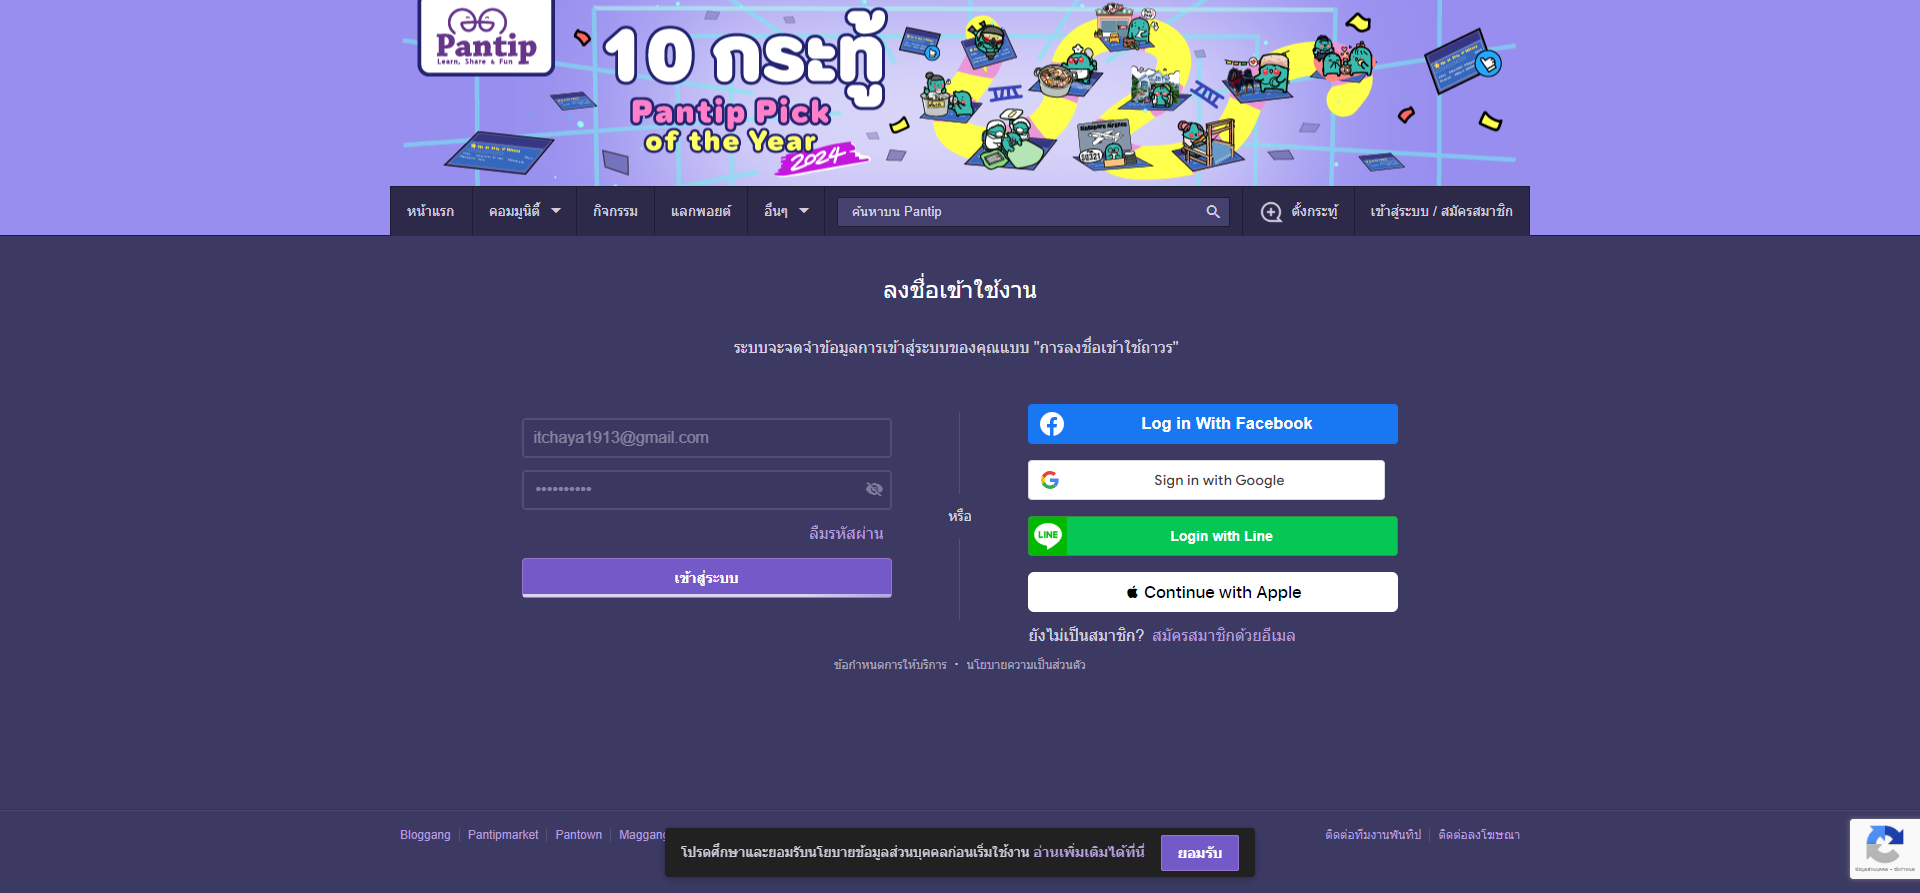 Pantip
Learn, Share & Fun
10 กระทู้
Pantip Pick
of the Year
2024
หน้าแรก
คอมมูนิตี้
กิจกรรม
แลกพอยต์
อื่นๆ
ค้นหาบน Pantip
ตั้งกระทู้
เข้าสู่ระบบ / สมัครสมาชิก
ลงชื่อเข้าใช้งาน
ระบบจะจดจำข้อมูลการเข้าสู่ระบบของคุณแบบ "การลงชื่อเข้าใช้ถาวร"
itchaya1913@gmail.com
••••••••••
ลืมรหัสผ่าน
เข้าสู่ระบบ
หรือ
Log in With Facebook
Sign in with Google
LINE
Login with Line
Continue with Apple
ยังไม่เป็นสมาชิก? สมัครสมาชิกด้วยอีเมล
ข้อกำหนดการให้บริการ • นโยบายความเป็นส่วนตัว
Bloggang
Pantipmarket
Pantown
Maggang
ติดต่อทีมงานพันทิป
ติดต่อลงโฆษณา
โปรดศึกษาและยอมรับนโยบายข้อมูลส่วนบุคคลก่อนเริ่มใช้งาน อ่านเพิ่มเติมได้ที่นี่
ยอมรับ